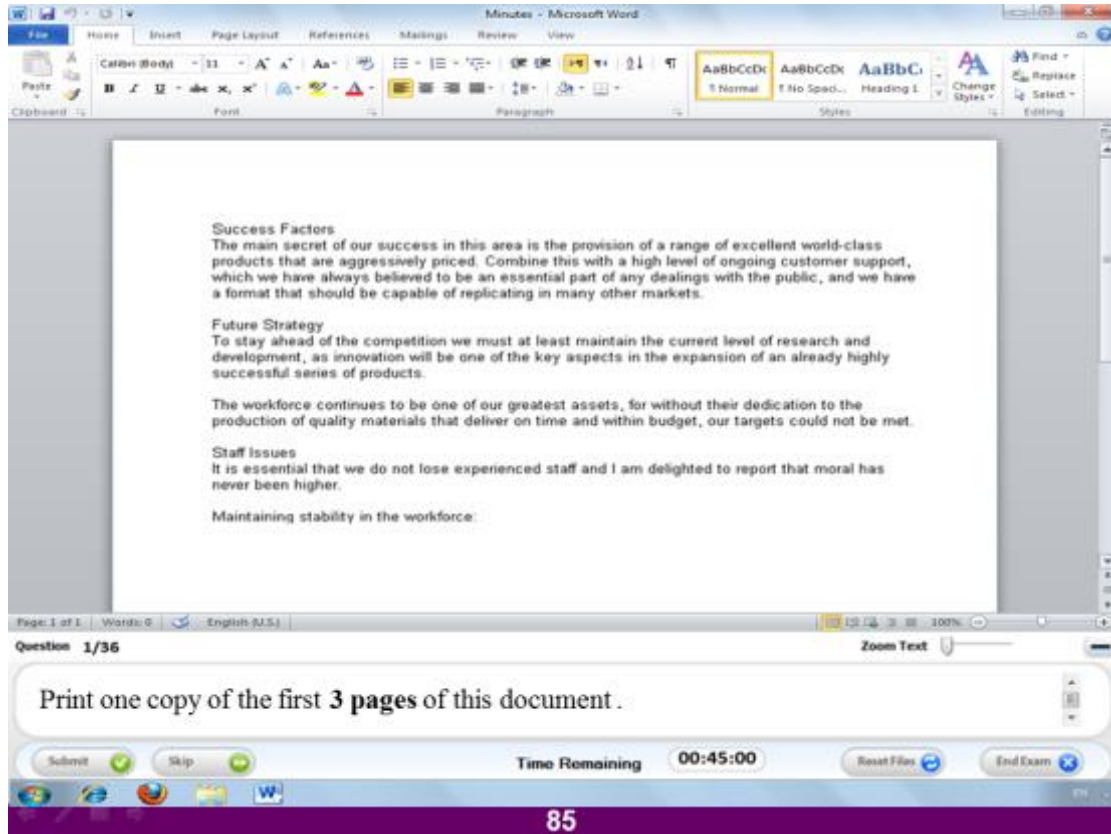 Minutes - Microsoft Word
File Home Insert Page Layout References Mailings Review View
Calibri (Body) 11 Aa
Paste
B I U abc x, x² A
AaBbCcDc AaBbCcDc AaBbC
¶ Normal ¶ No Spaci... Heading 1
Change Styles
Find
Replace
Select
Clipboard Font Paragraph Styles Editing
Success Factors
The main secret of our success in this area is the provision of a range of excellent world-class
products that are aggressively priced. Combine this with a high level of ongoing customer support,
which we have always believed to be an essential part of any dealings with the public, and we have
a format that should be capable of replicating in many other markets.
Future Strategy
To stay ahead of the competition we must at least maintain the current level of research and
development, as innovation will be one of the key aspects in the expansion of an already highly
successful series of products.
The workforce continues to be one of our greatest assets, for without their dedication to the
production of quality materials that deliver on time and within budget, our targets could not be met.
Staff Issues
It is essential that we do not lose experienced staff and I am delighted to report that moral has
never been higher.
Maintaining stability in the workforce:
Page: 1 of 1 Words: 0 English (U.S.) 100%
Question 1/36 Zoom Text
Print one copy of the first 3 pages of this document .
Submit Skip Time Remaining 00:45:00 Reset Files End Exam
EN
85